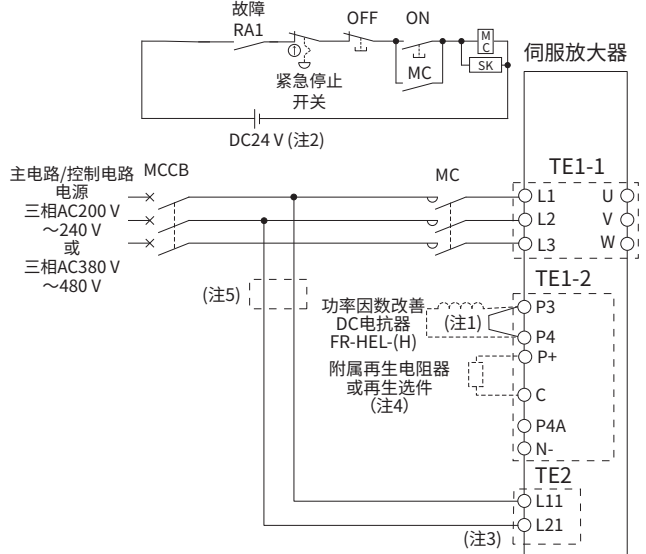 故障
RA1
OFF
ON
MC
SK
MC
紧急停止
开关
伺服放大器
DC24 V (注2)
主电路/控制电路
电源
三相AC200 V
～240 V
或
三相AC380 V
～480 V
MCCB
MC
TE1-1
L1
U
L2
V
L3
W
TE1-2
(注5)
功率因数改善
DC电抗器
FR-HEL-(H)
(注1)
P3
P4
附属再生电阻器
或再生选件
(注4)
P+
C
P4A
N-
TE2
L11
L21
(注3)